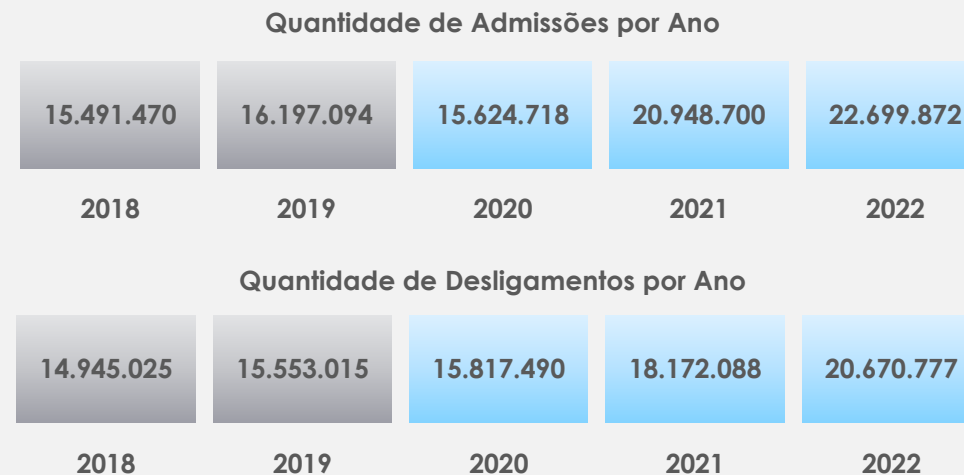 Quantidade de Admissões por Ano
15.491.470 16.197.094 15.624.718 20.948.700 22.699.872
2018 2019 2020 2021 2022
Quantidade de Desligamentos por Ano
14.945.025 15.553.015 15.817.490 18.172.088 20.670.777
2018 2019 2020 2021 2022